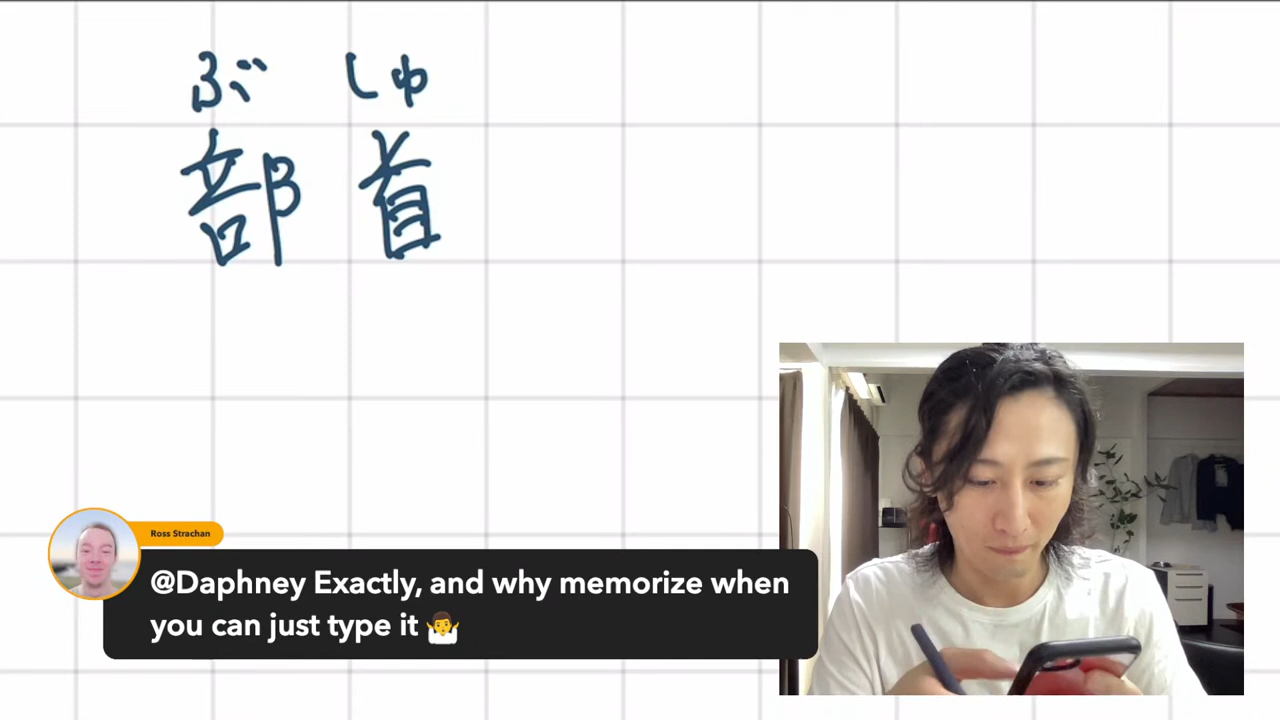 ぶ しゅ
部 首
Ross Strachan
@Daphney Exactly, and why memorize when
you can just type it 🤷‍♂️